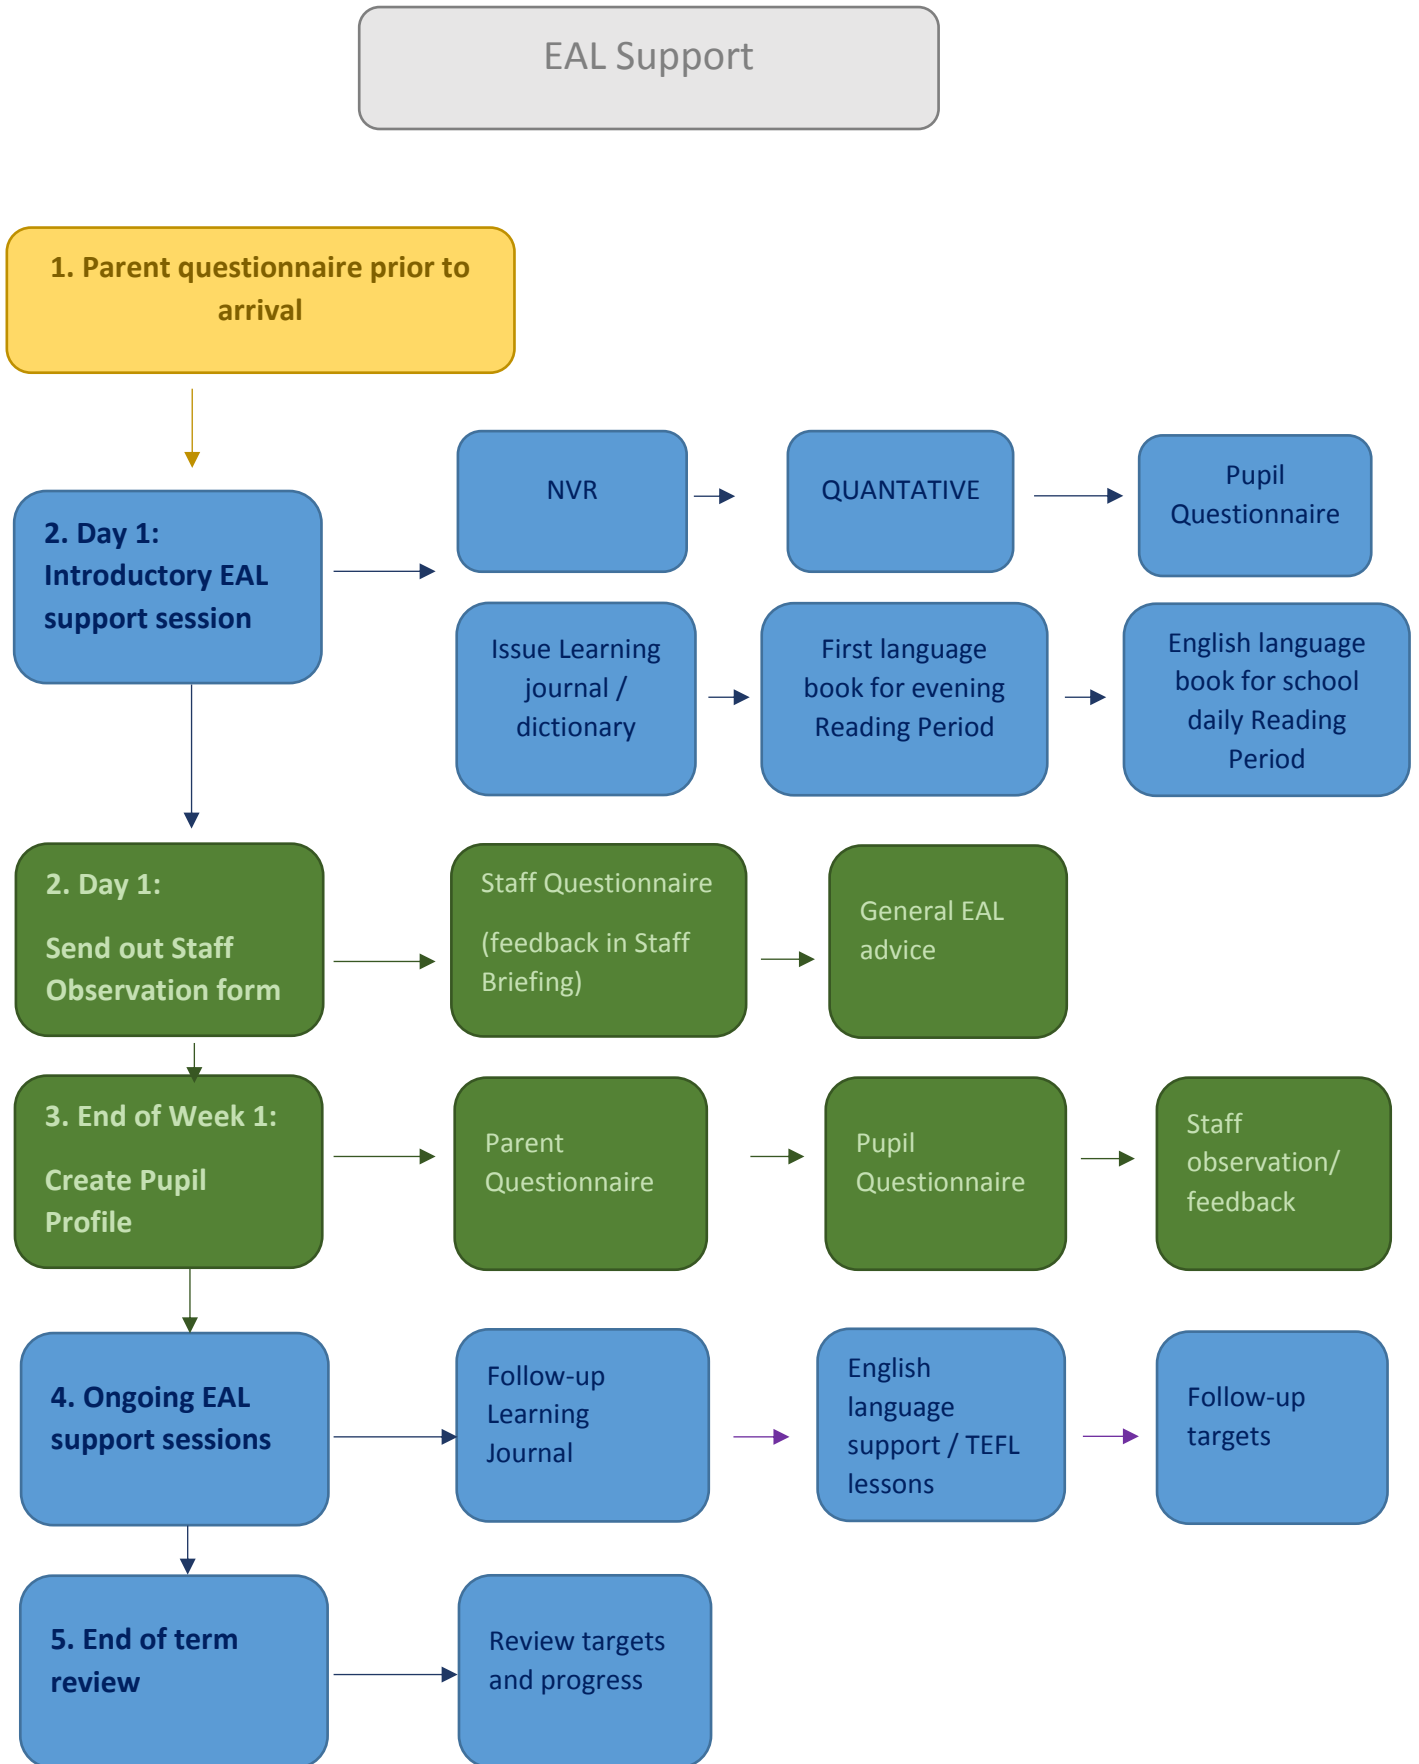 EAL Support
1. Parent questionnaire prior to
arrival
2. Day 1:
Introductory EAL
support session
NVR
QUANTATIVE
Pupil
Questionnaire
Issue Learning
journal /
dictionary
First language
book for evening
Reading Period
English language
book for school
daily Reading
Period
2. Day 1:
Send out Staff
Observation form
Staff Questionnaire
(feedback in Staff
Briefing)
General EAL
advice
3. End of Week 1:
Create Pupil
Profile
Parent
Questionnaire
Pupil
Questionnaire
Staff
observation/
feedback
4. Ongoing EAL
support sessions
Follow-up
Learning
Journal
English
language
support / TEFL
lessons
Follow-up
targets
5. End of term
review
Review targets
and progress